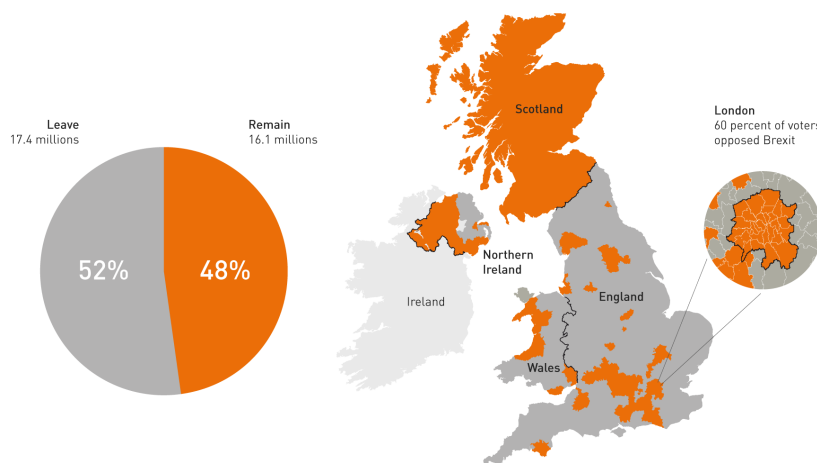 Leave
17.4 millions
Remain
16.1 millions
52%
48%
Scotland
Northern
Ireland
Ireland
England
Wales
London
60 percent of voters
opposed Brexit